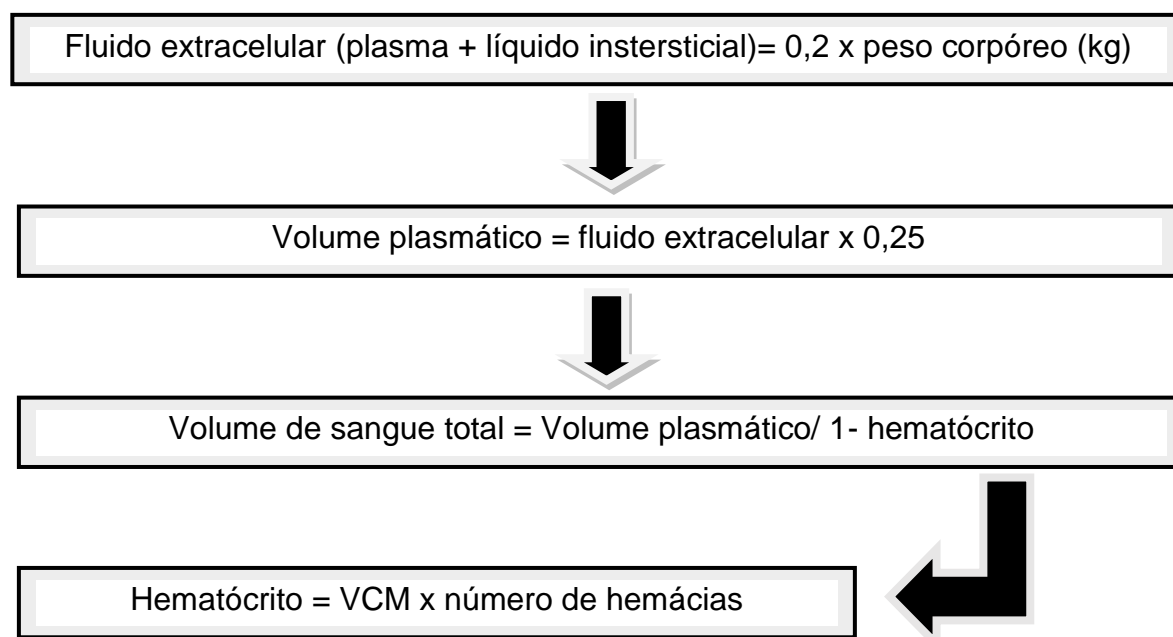 Fluido extracelular (plasma + líquido instersticial)= 0,2 x peso corpóreo (kg)
Volume plasmático = fluido extracelular x 0,25
Volume de sangue total = Volume plasmático/ 1- hematócrito
Hematócrito = VCM x número de hemácias